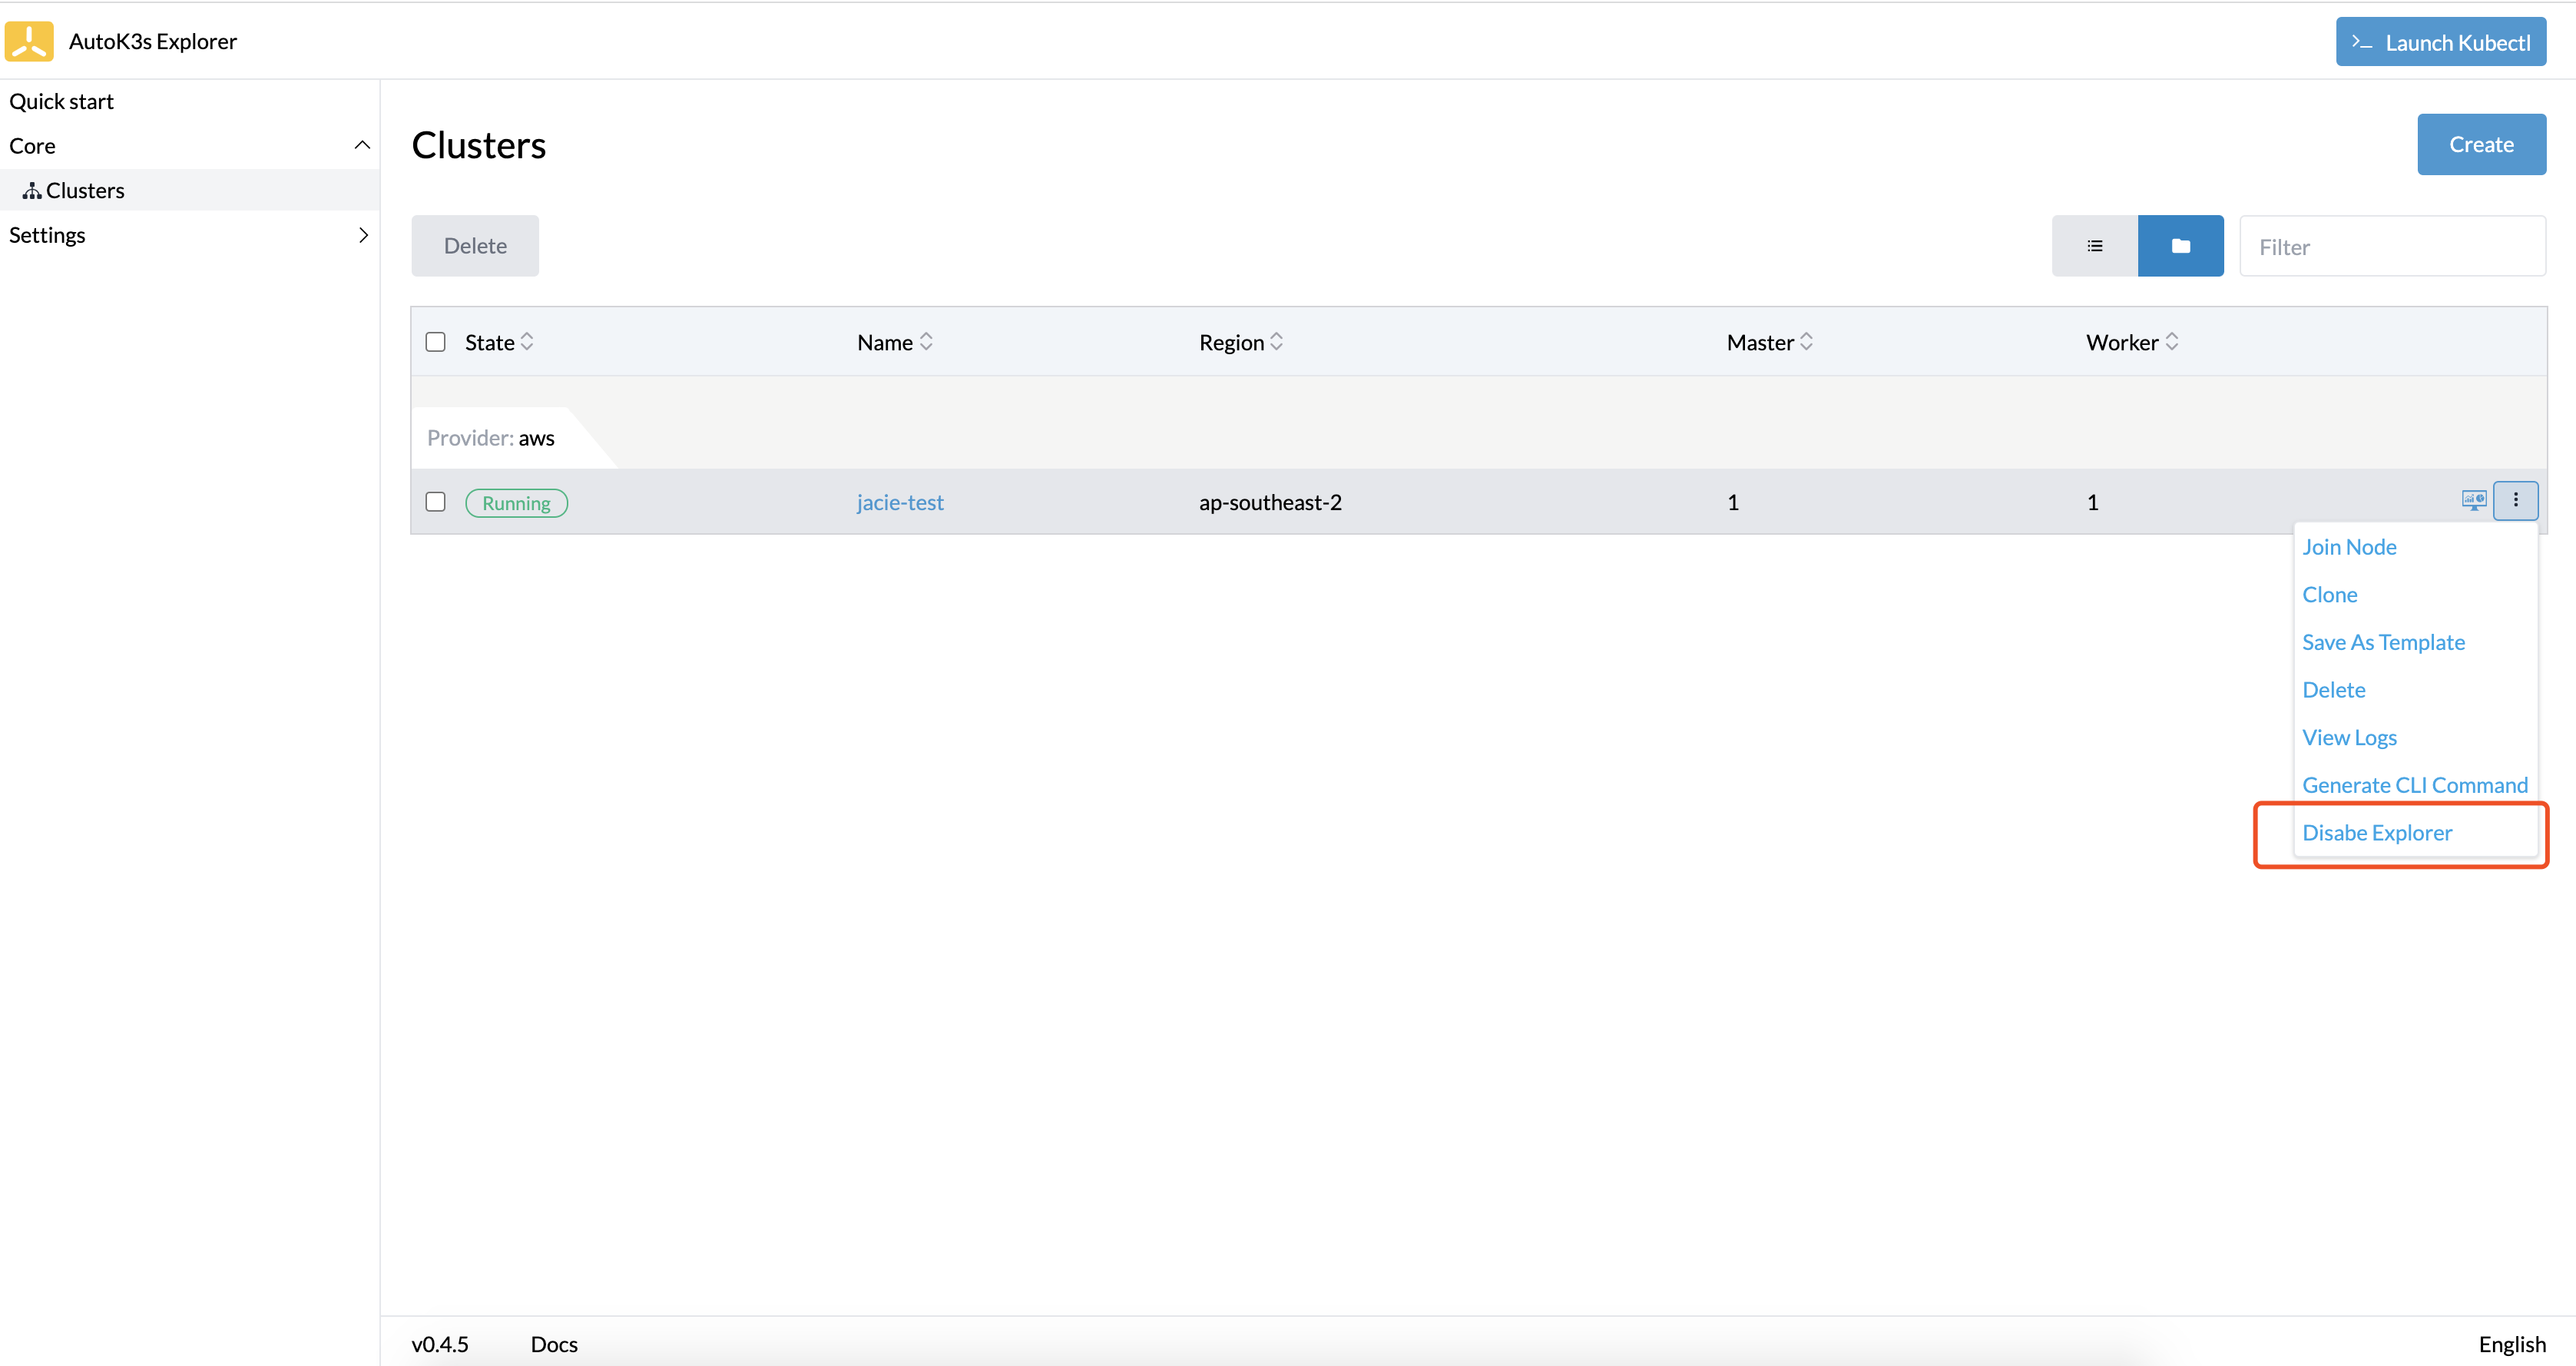 AutoK3s Explorer
Launch Kubectl
Quick start
Core
Clusters
Settings
Clusters
Create
Delete
Filter
State Name Region Master Worker
Provider: aws
Running jacie-test ap-southeast-2 1 1
Join Node
Clone
Save As Template
Delete
View Logs
Generate CLI Command
Disabe Explorer
v0.4.5 Docs English